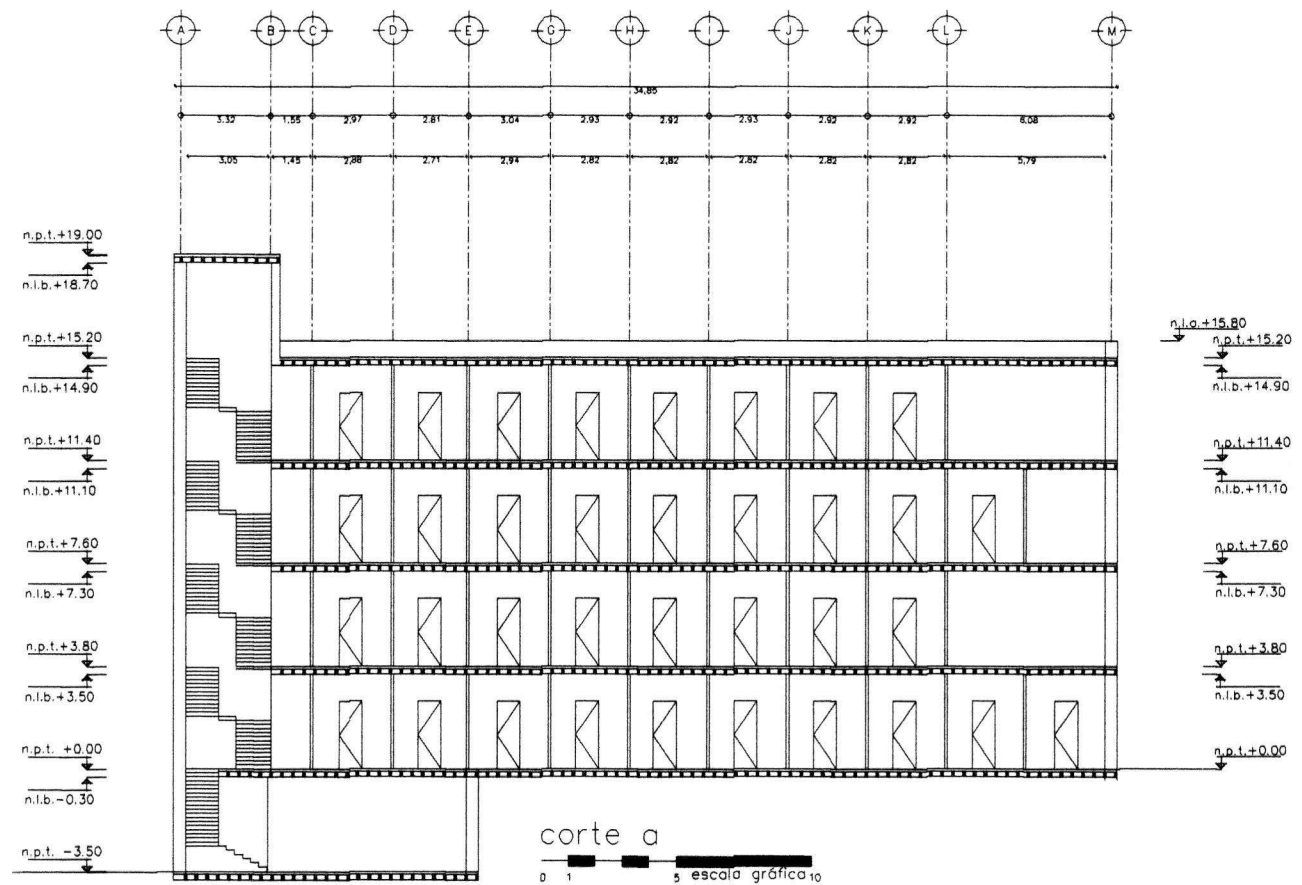 A B C D E G H I J K L M
34,85
3.32 1,55 2,97 2.81 3.04 2.93 2.92 2.93 2.92 2.92 6.08
3,05 1,45 2,88 2,71 2,94 2,82 2,82 2,82 2,82 2,82 5,79
n.p.t.+19.00
n.l.b.+18.70
n.l.a.+15.80
n.p.t.+15.20
n.p.t.+15.20
n.l.b.+14.90
n.l.b.+14.90
n.p.t.+11.40
n.p.t.+11.40
n.l.b.+11.10
n.l.b.+11.10
n.p.t.+7.60
n.p.t.+7.60
n.l.b.+7.30
n.l.b.+7.30
n.p.t.+3.80
n.p.t.+3.80
n.l.b.+3.50
n.l.b.+3.50
n.p.t. +0.00
n.p.t.+0.00
n.l.b.-0.30
n.p.t. -3.50
corte a
0 1 5 escala gráfica 10